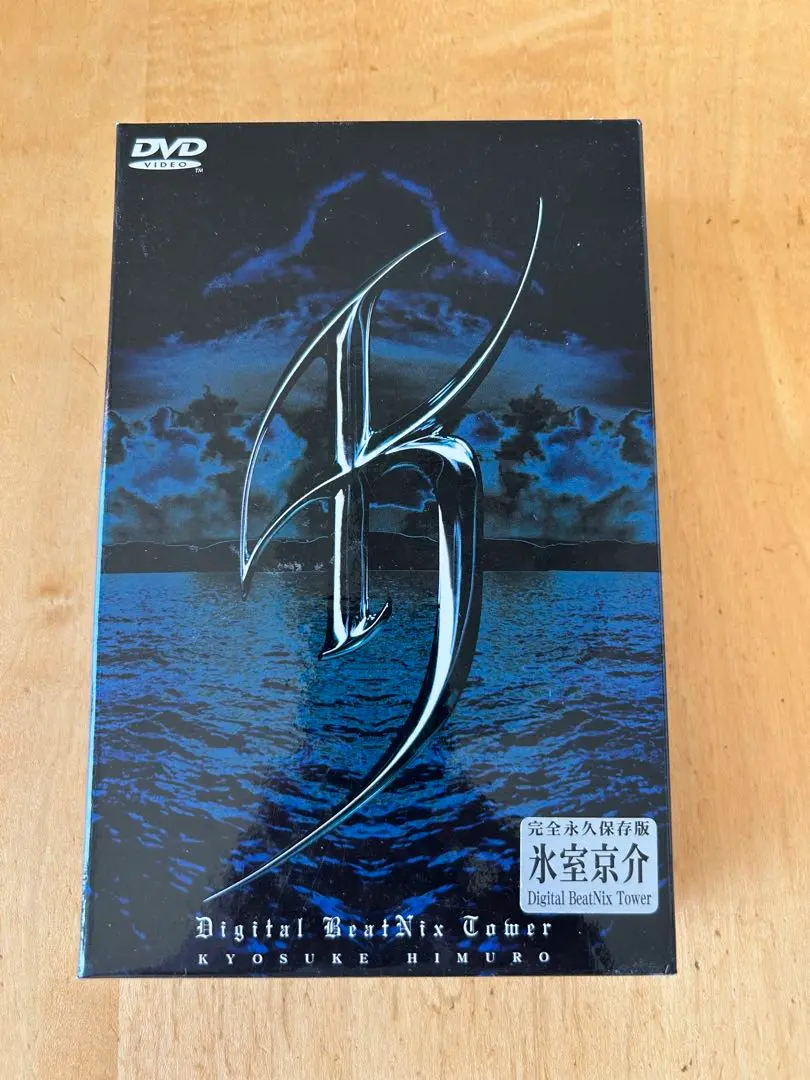 DVD
VIDEO
TM
K
完全永久保存版
氷室京介
Digital BeatNix Tower
Digital BeatNix Tower
KYOSUKE HIMURO